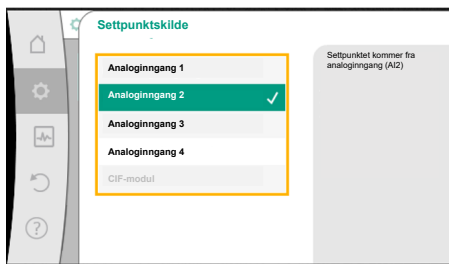 Settpunktskilde
Analoginngang 1
Analoginngang 2
Analoginngang 3
Analoginngang 4
CIF-modul
Settpunktet kommer fra
analoginngang (AI2)